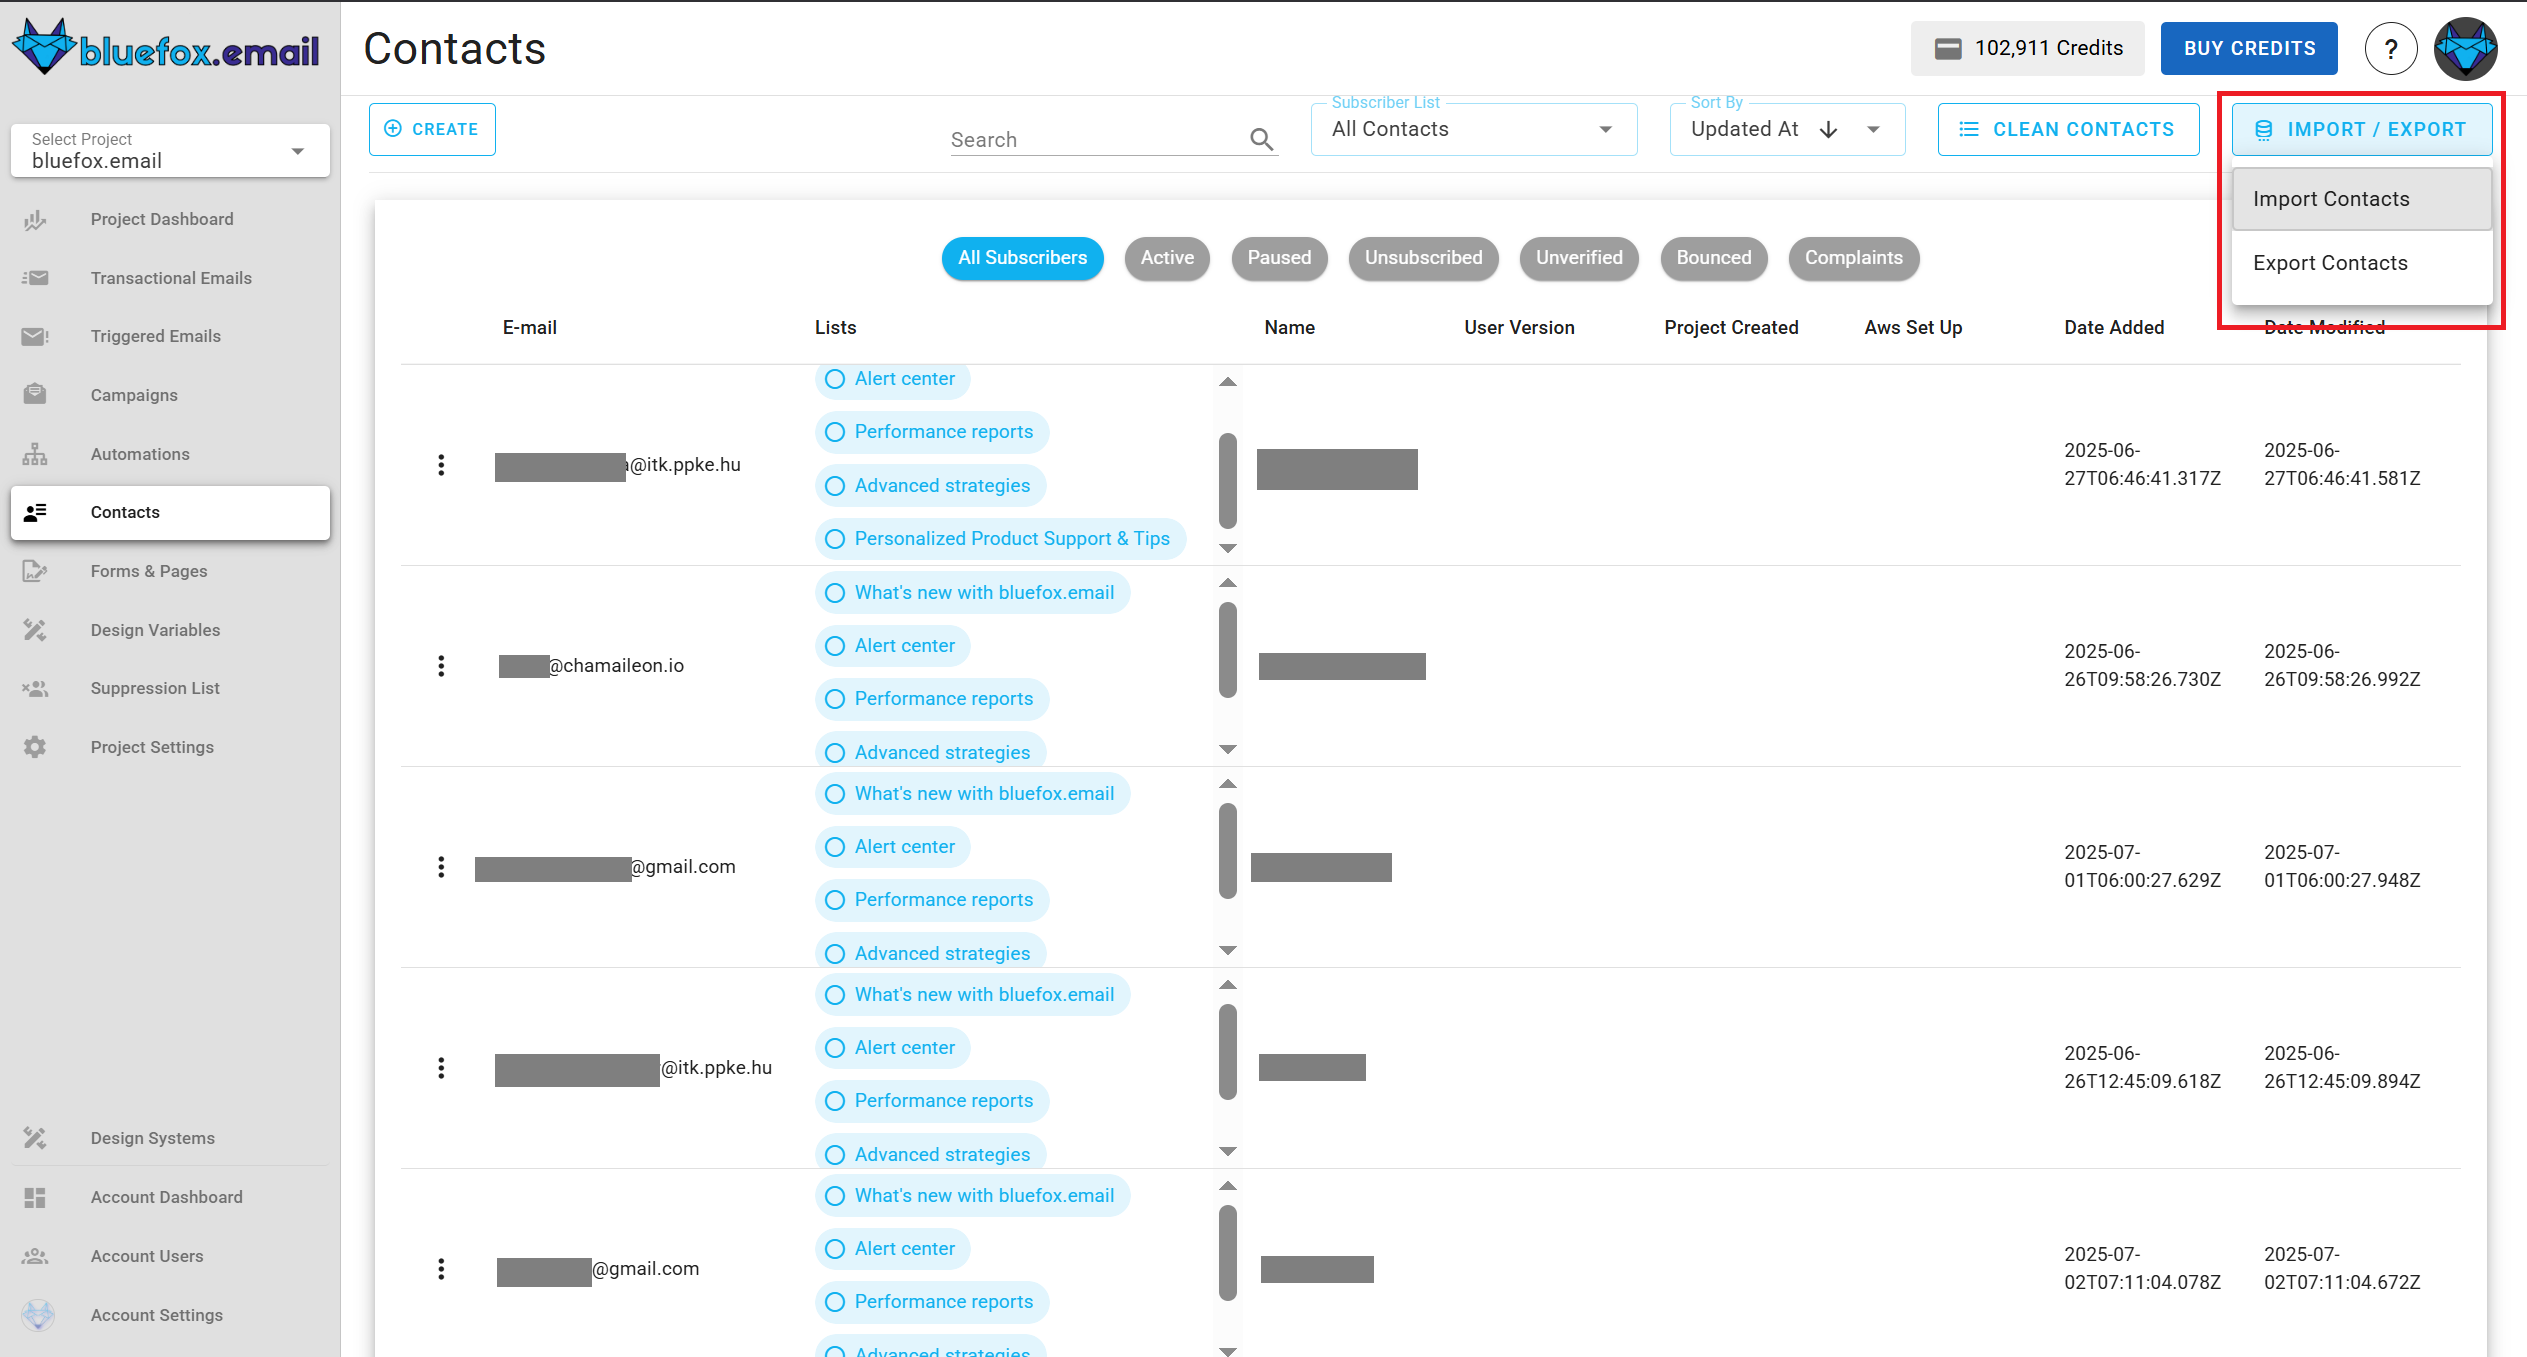 bluefox.email
Contacts
102,911 Credits
BUY CREDITS
?
Select Project
bluefox.email
Project Dashboard
Transactional Emails
Triggered Emails
Campaigns
Automations
Contacts
Forms & Pages
Design Variables
Suppression List
Project Settings
Design Systems
Account Dashboard
Account Users
Account Settings
CREATE
Search
Subscriber List
All Contacts
Sort By
Updated At
CLEAN CONTACTS
IMPORT / EXPORT
Import Contacts
Export Contacts
All Subscribers
Active
Paused
Unsubscribed
Unverified
Bounced
Complaints
E-mail
Lists
Name
User Version
Project Created
Aws Set Up
Date Added
Date Modified
@itk.ppke.hu
Alert center
Performance reports
Advanced strategies
Personalized Product Support & Tips
2025-06-
27T06:46:41.317Z
2025-06-
27T06:46:41.581Z
@chamaileon.io
What's new with bluefox.email
Alert center
Performance reports
Advanced strategies
2025-06-
26T09:58:26.730Z
2025-06-
26T09:58:26.992Z
@gmail.com
What's new with bluefox.email
Alert center
Performance reports
Advanced strategies
2025-07-
01T06:00:27.629Z
2025-07-
01T06:00:27.948Z
@itk.ppke.hu
What's new with bluefox.email
Alert center
Performance reports
Advanced strategies
2025-06-
26T12:45:09.618Z
2025-06-
26T12:45:09.894Z
@gmail.com
What's new with bluefox.email
Alert center
Performance reports
Advanced strategies
2025-07-
02T07:11:04.078Z
2025-07-
02T07:11:04.672Z